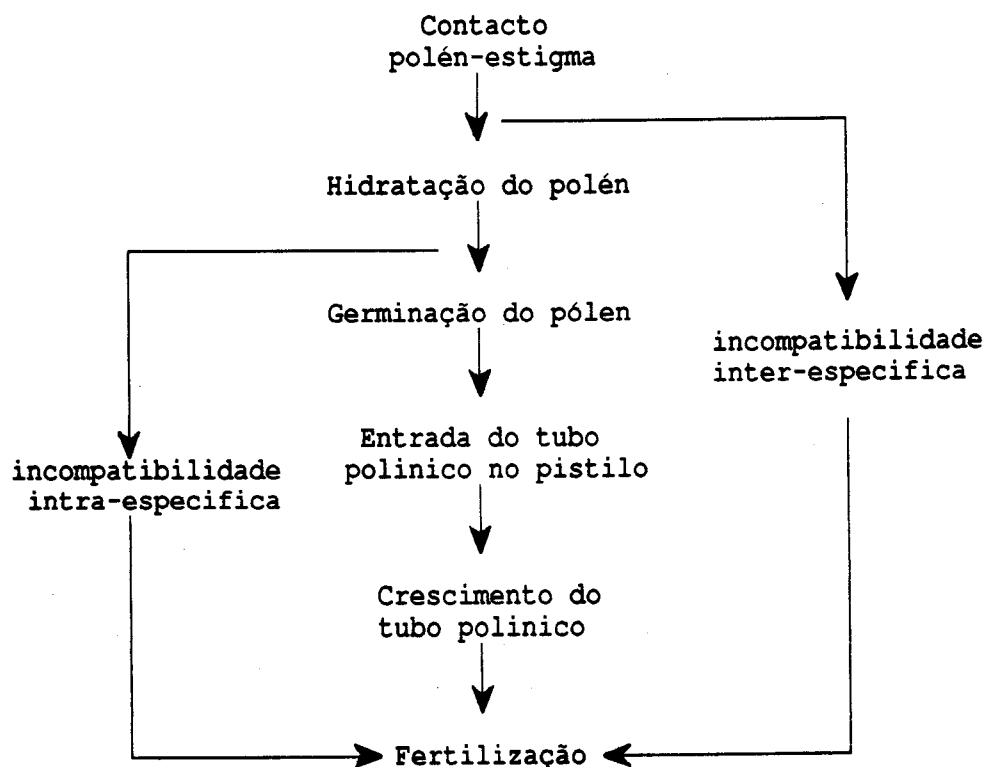 Contacto
polén-estigma
Hidratação do polén
Germinação do pólen
incompatibilidade
inter-especifica
Entrada do tubo
polinico no pistilo
incompatibilidade
intra-especifica
Crescimento do
tubo polinico
Fertilização